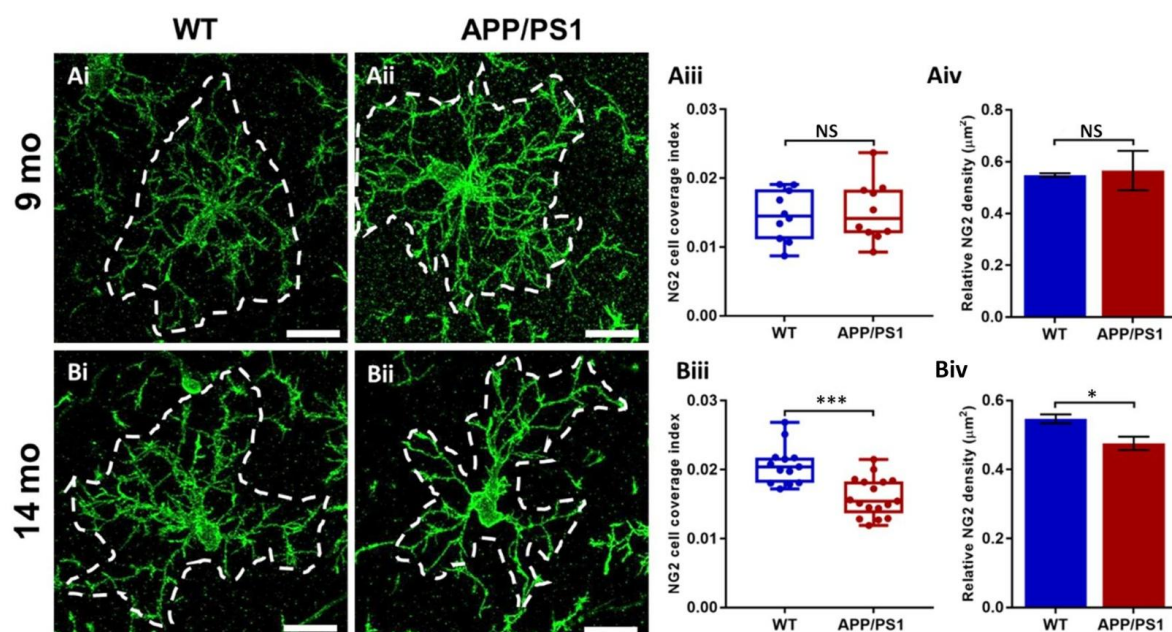 WT
APP/PS1
9 mo
Ai
Aii
Aiii
NG2 cell coverage index
0.03
0.02
0.01
0.00
NS
WT
APP/PS1
Aiv
Relative NG2 density (μm²)
0.8
0.6
0.4
0.2
0.0
NS
WT
APP/PS1
14 mo
Bi
Bii
Biii
NG2 cell coverage index
0.03
0.02
0.01
0.00
***
WT
APP/PS1
Biv
Relative NG2 density (μm²)
0.6
0.4
0.2
0.0
*
WT
APP/PS1